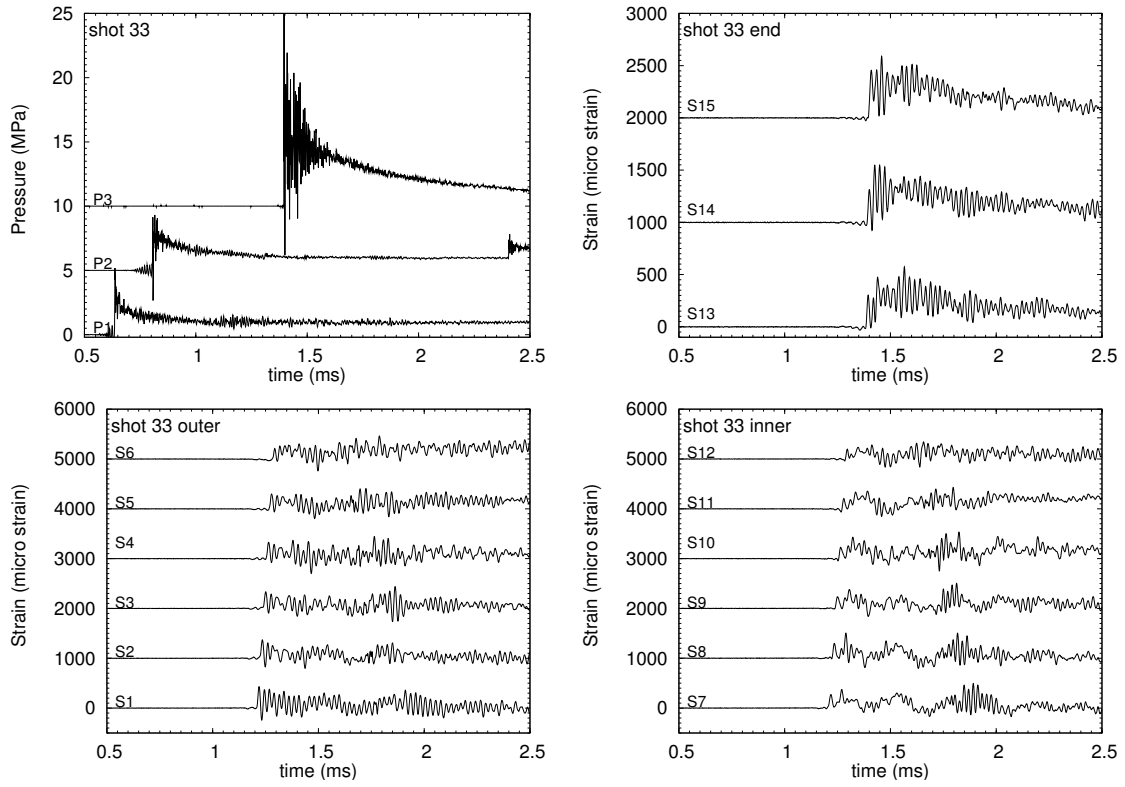 shot 33
Pressure (MPa)
25
20
15
10
5
0
P3
P2
P1
0.5 1 1.5 2 2.5
time (ms)
shot 33 end
Strain (micro strain)
3000
2500
2000
1500
1000
500
0
S15
S14
S13
0.5 1 1.5 2 2.5
time (ms)
shot 33 outer
Strain (micro strain)
6000
5000
4000
3000
2000
1000
0
S6
S5
S4
S3
S2
S1
0.5 1 1.5 2 2.5
time (ms)
shot 33 inner
Strain (micro strain)
6000
5000
4000
3000
2000
1000
0
S12
S11
S10
S9
S8
S7
0.5 1 1.5 2 2.5
time (ms)